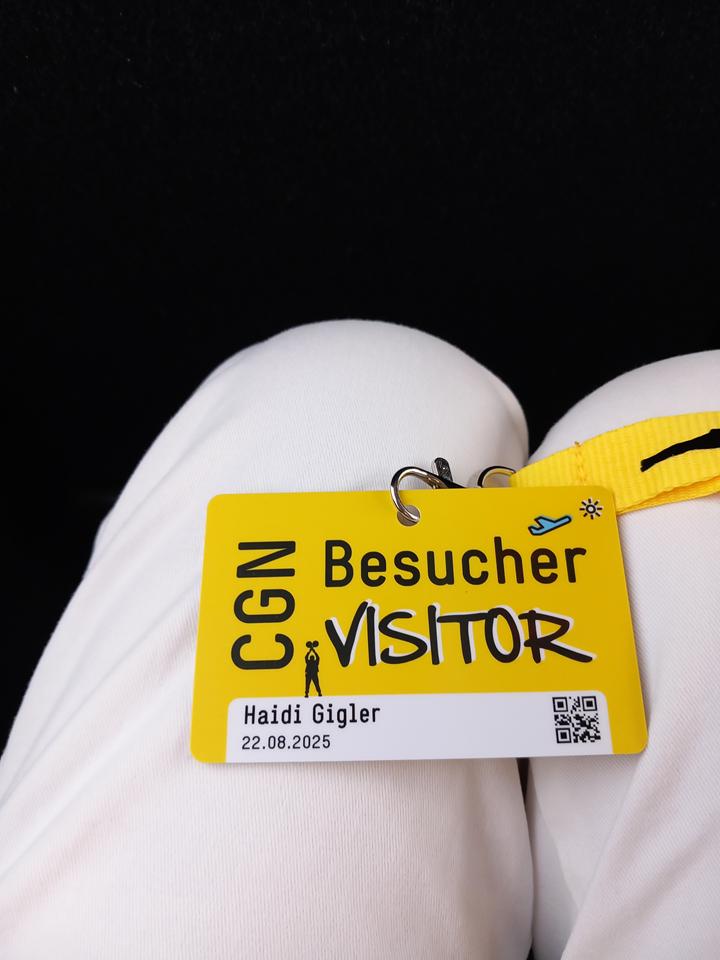 CGN
Besucher
VISITOR
Haidi Gigler
22.08.2025